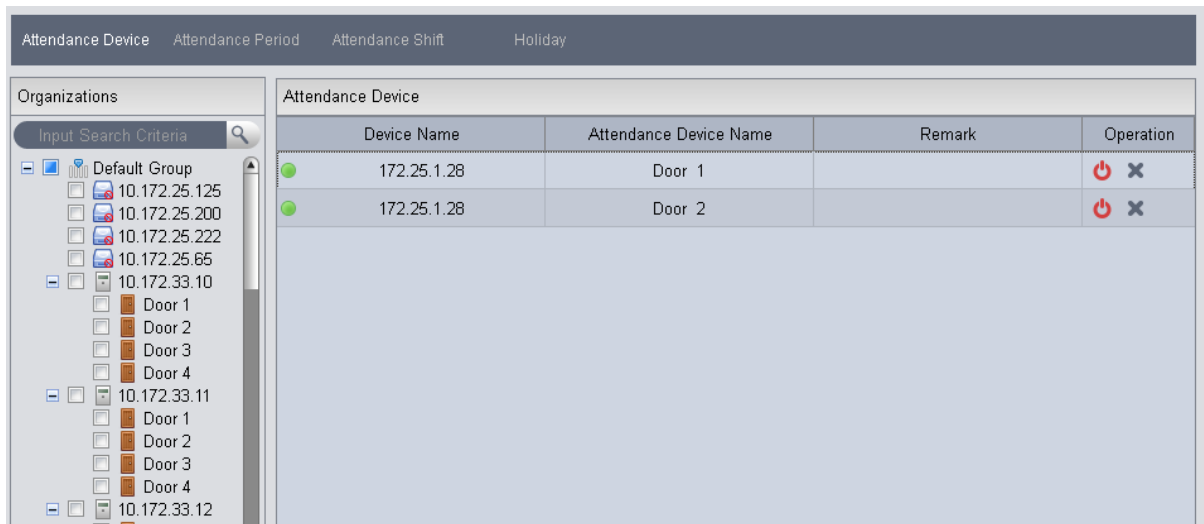 Attendance Device Attendance Period Attendance Shift Holiday
Organizations
Input Search Criteria
Default Group
10.172.25.125
10.172.25.200
10.172.25.222
10.172.25.65
10.172.33.10
Door 1
Door 2
Door 3
Door 4
10.172.33.11
Door 1
Door 2
Door 3
Door 4
10.172.33.12
Attendance Device
Device Name Attendance Device Name Remark Operation
172.25.1.28 Door 1
172.25.1.28 Door 2